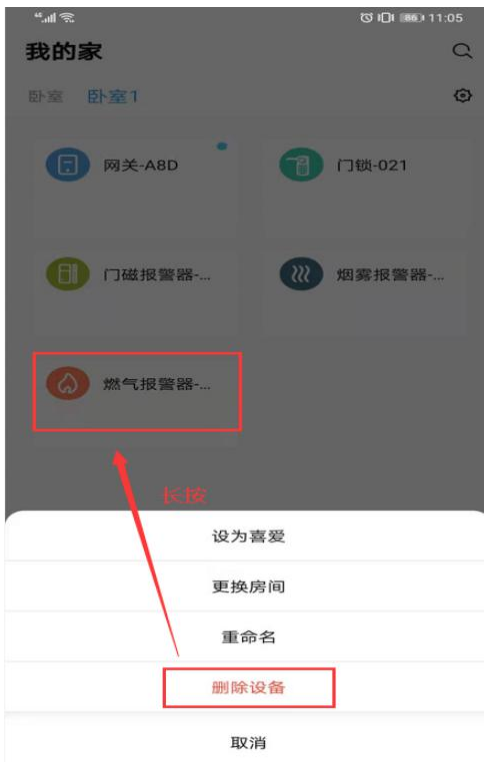 46 86 11:05
我的家
卧室 卧室1
网关-A8D 门锁-021
门磁报警器-... 烟雾报警器-...
燃气报警器-...
长按
设为喜爱
更换房间
重命名
删除设备
取消